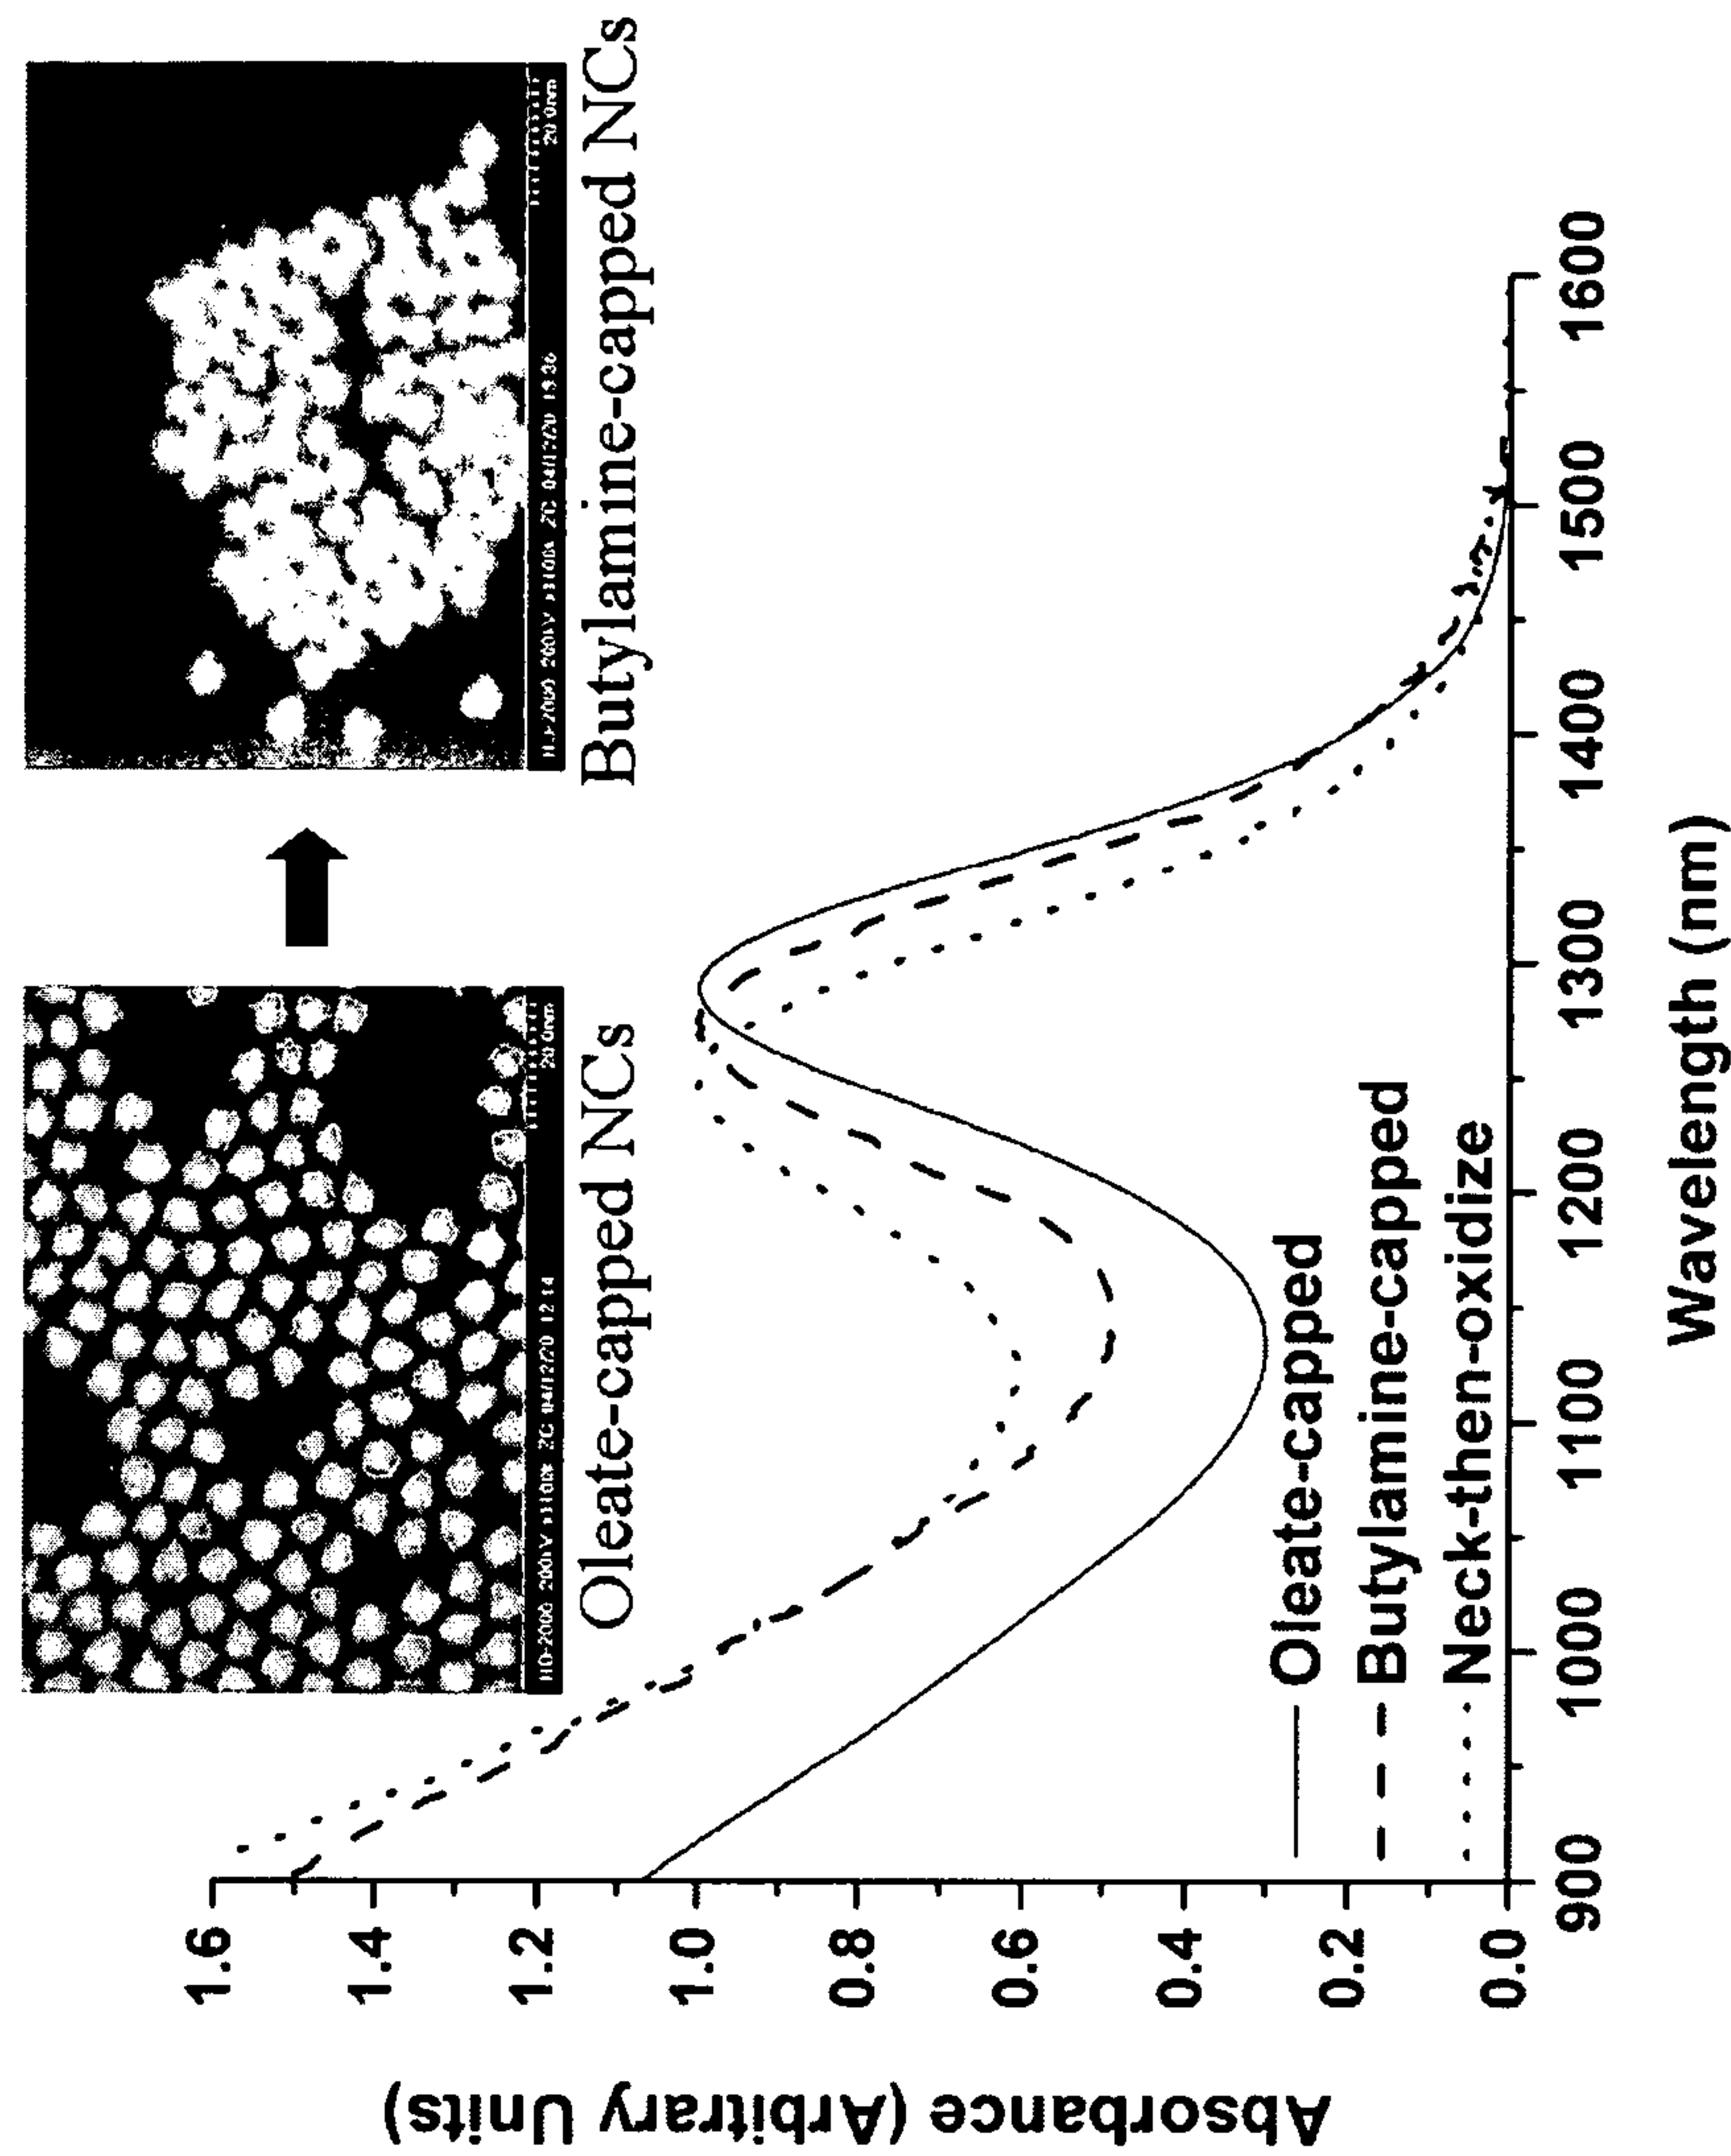 Oleate-capped NCs
Butylamine-capped NCs
20.0nm
20.0nm
Absorbance (Arbitrary Units)
1.6
1.4
1.2
1.0
0.8
0.6
0.4
0.2
0.0
Oleate-capped
Butylamine-capped
Neck-then-oxidize
900
1000
1100
1200
1300
1400
1500
1600
Wavelength (nm)